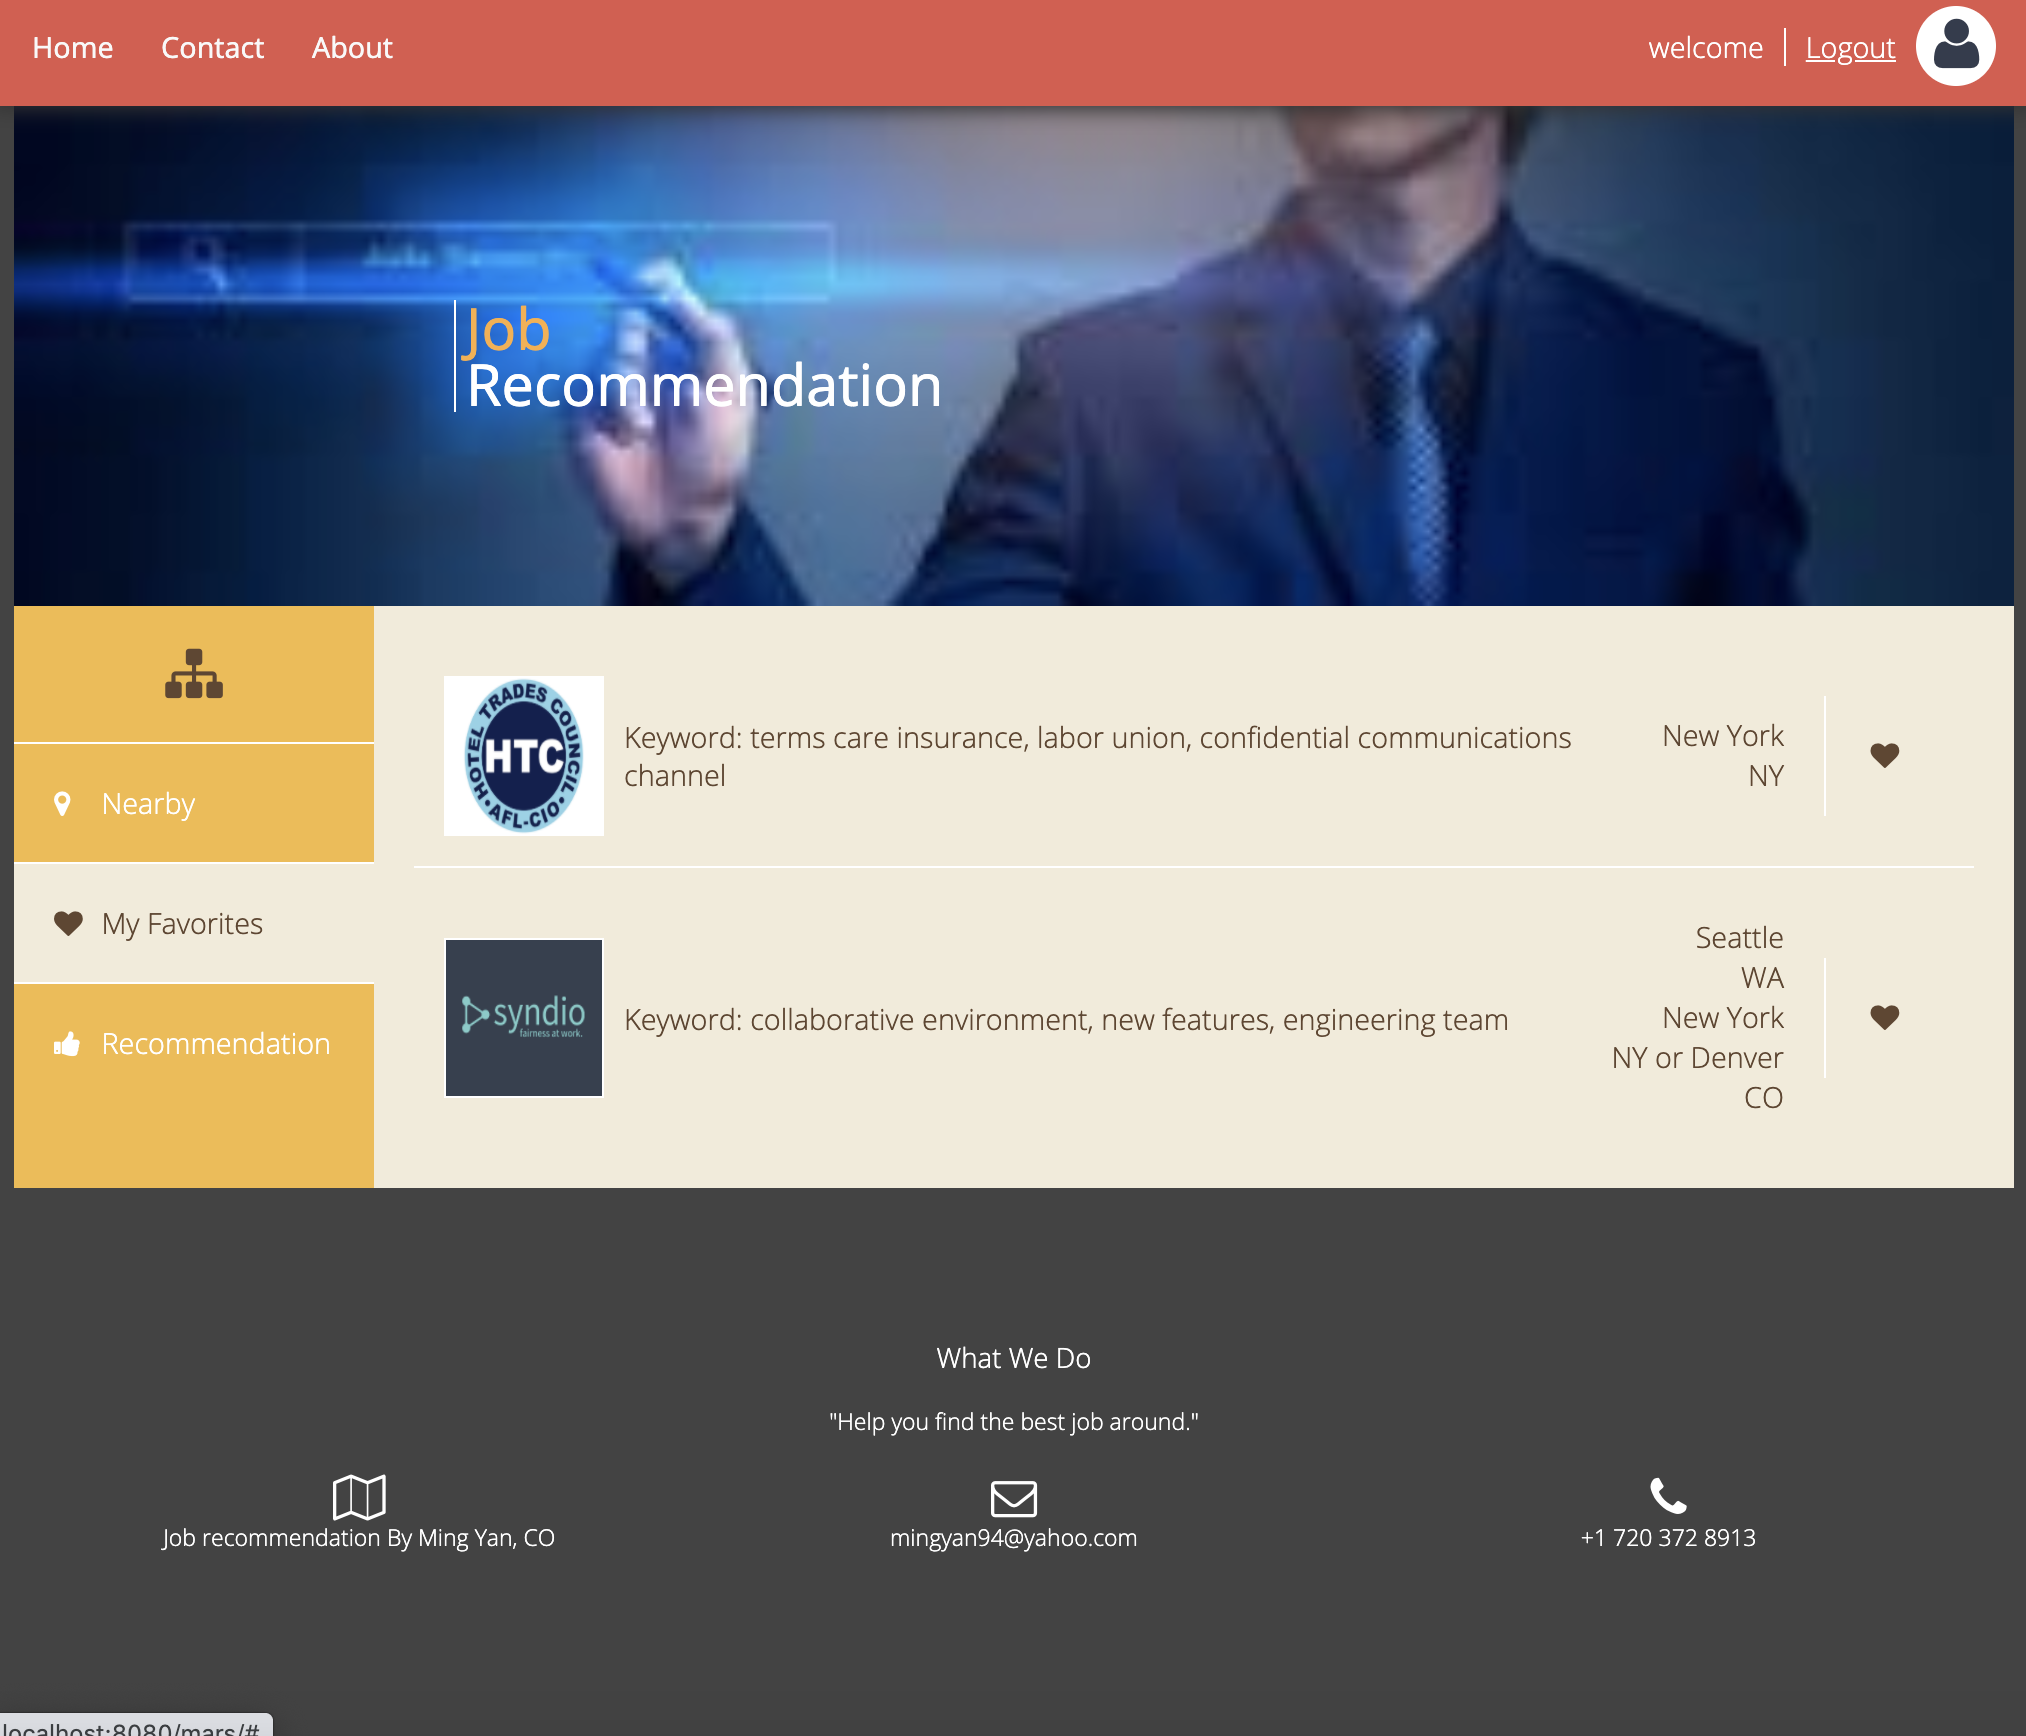 Home Contact About welcome Logout
Job
Recommendation
HOTEL TRADES COUNCIL
HTC
AFL-CIO
Keyword: terms care insurance, labor union, confidential communications
channel
New York
NY
Nearby
My Favorites
Recommendation
syndio
fairness at work.
Keyword: collaborative environment, new features, engineering team
Seattle
WA
New York
NY or Denver
CO
What We Do
"Help you find the best job around."
Job recommendation By Ming Yan, CO
mingyan94@yahoo.com
+1 720 372 8913
localhost:8080/mars/#